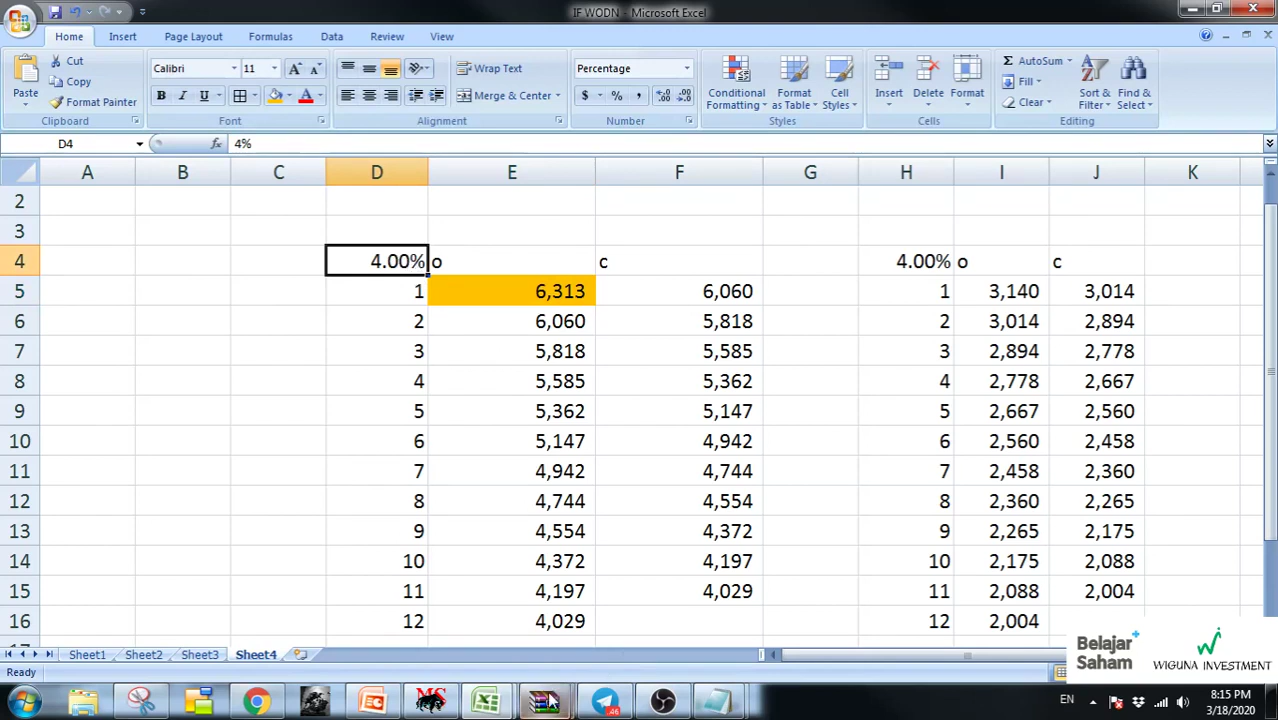 IF WODN - Microsoft Excel
Home Insert Page Layout Formulas Data Review View
Paste
Cut
Copy
Format Painter
Clipboard
Calibri 11 A A
B I U A
Font
Wrap Text
Merge & Center
Alignment
Percentage
$ % , .00 .0
Number
Conditional Formatting
Format as Table
Cell Styles
Styles
Insert Delete Format
Cells
Σ AutoSum
Fill
Clear
Sort & Filter
Find & Select
Editing
D4 fx 4%
A B C D E F G H I J K
2
3
4 4.00% o c 4.00% o c
5 1 6,313 6,060 1 3,140 3,014
6 2 6,060 5,818 2 3,014 2,894
7 3 5,818 5,585 3 2,894 2,778
8 4 5,585 5,362 4 2,778 2,667
9 5 5,362 5,147 5 2,667 2,560
10 6 5,147 4,942 6 2,560 2,458
11 7 4,942 4,744 7 2,458 2,360
12 8 4,744 4,554 8 2,360 2,265
13 9 4,554 4,372 9 2,265 2,175
14 10 4,372 4,197 10 2,175 2,088
15 11 4,197 4,029 11 2,088 2,004
16 12 4,029 12 2,004
Sheet1 Sheet2 Sheet3 Sheet4
Ready
Belajar+
Saham
WIGUNA INVESTMENT
MS
46
EN
8:15 PM
3/18/2020